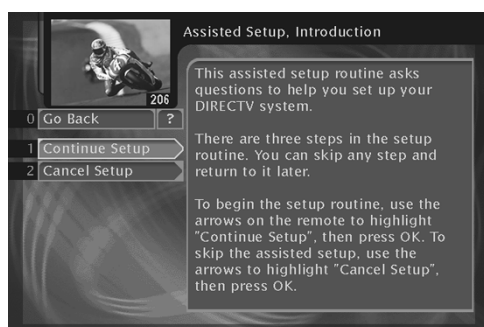 Assisted Setup, Introduction
206
0 Go Back ?
1 Continue Setup
2 Cancel Setup
This assisted setup routine asks
questions to help you set up your
DIRECTV system.
There are three steps in the setup
routine. You can skip any step and
return to it later.
To begin the setup routine, use the
arrows on the remote to highlight
"Continue Setup", then press OK. To
skip the assisted setup, use the
arrows to highlight "Cancel Setup",
then press OK.